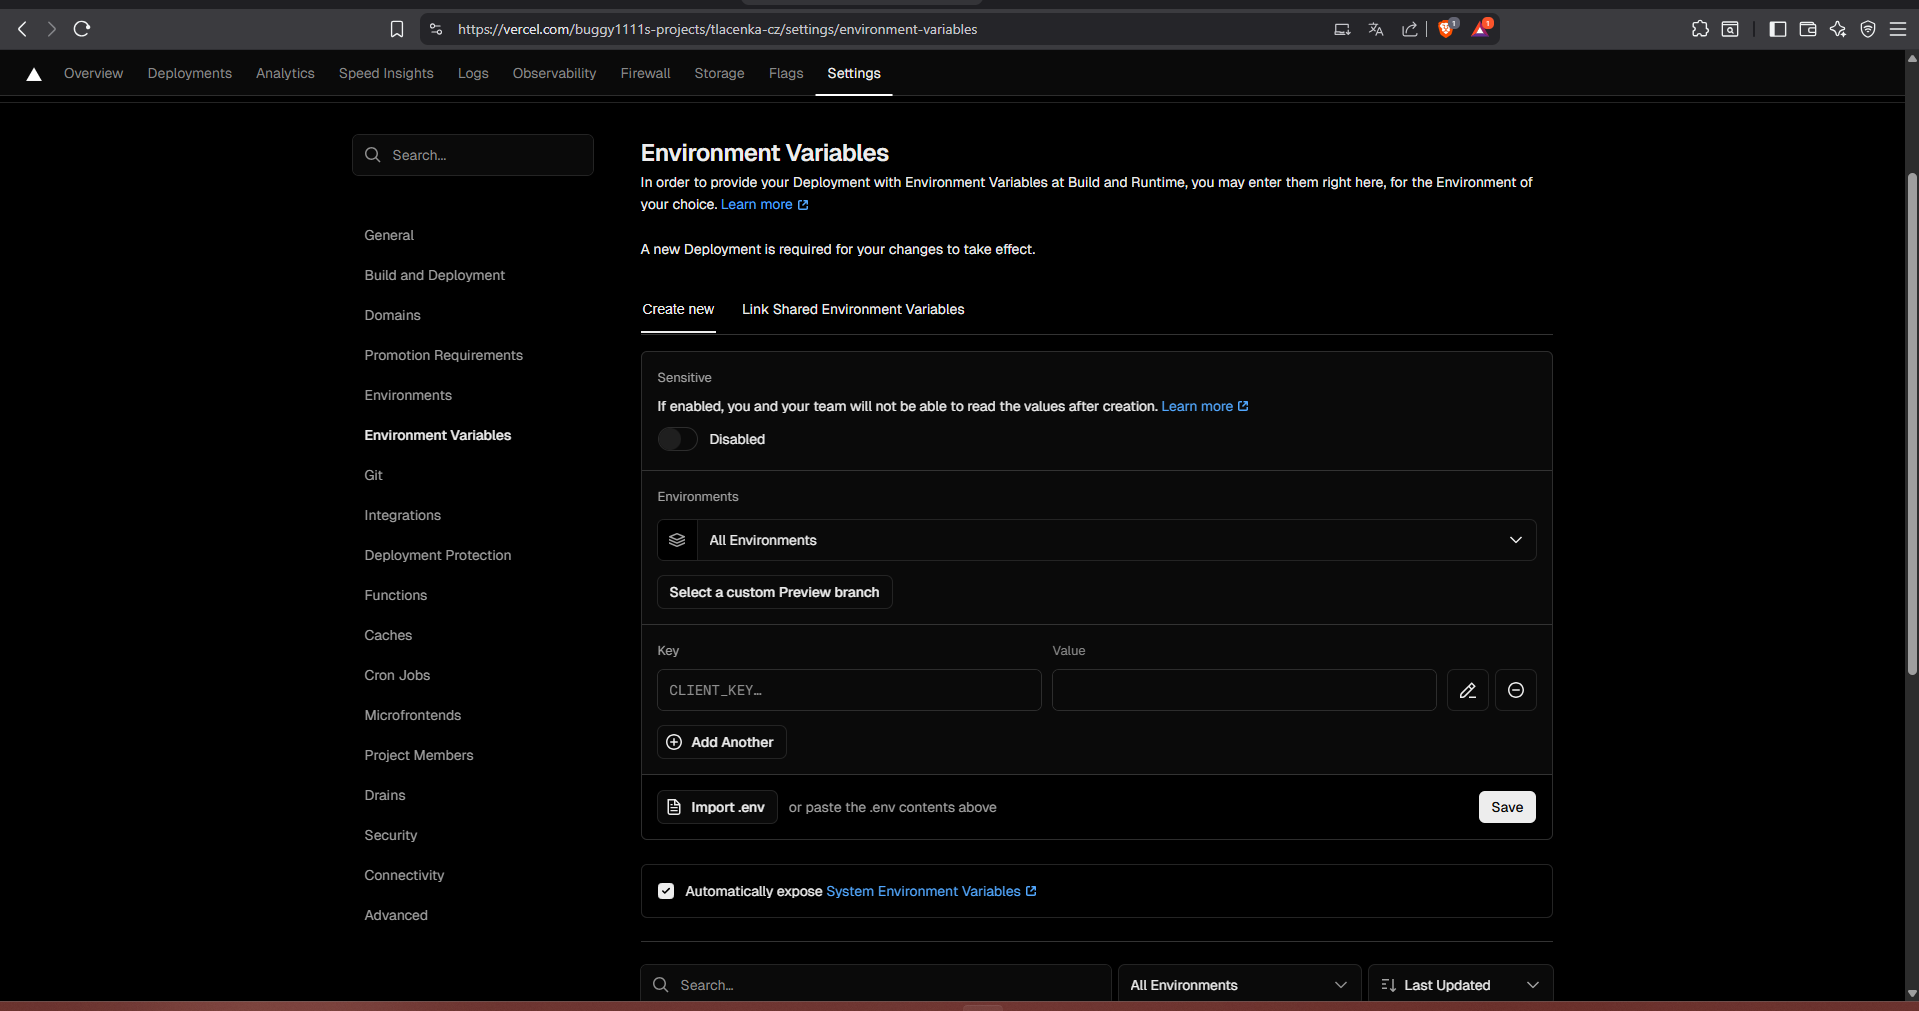 https://vercel.com/buggy1111s-projects/tlacenka-cz/settings/environment-variables
1
1
Overview
Deployments
Analytics
Speed Insights
Logs
Observability
Firewall
Storage
Flags
Settings
Search...
General
Build and Deployment
Domains
Promotion Requirements
Environments
Environment Variables
Git
Integrations
Deployment Protection
Functions
Caches
Cron Jobs
Microfrontends
Project Members
Drains
Security
Connectivity
Advanced
Environment Variables
In order to provide your Deployment with Environment Variables at Build and Runtime, you may enter them right here, for the Environment of
your choice. Learn more
A new Deployment is required for your changes to take effect.
Create new
Link Shared Environment Variables
Sensitive
If enabled, you and your team will not be able to read the values after creation. Learn more
Disabled
Environments
All Environments
Select a custom Preview branch
Key
Value
CLIENT_KEY...
Add Another
Import .env
or paste the .env contents above
Save
Automatically expose System Environment Variables
Search...
All Environments
Last Updated